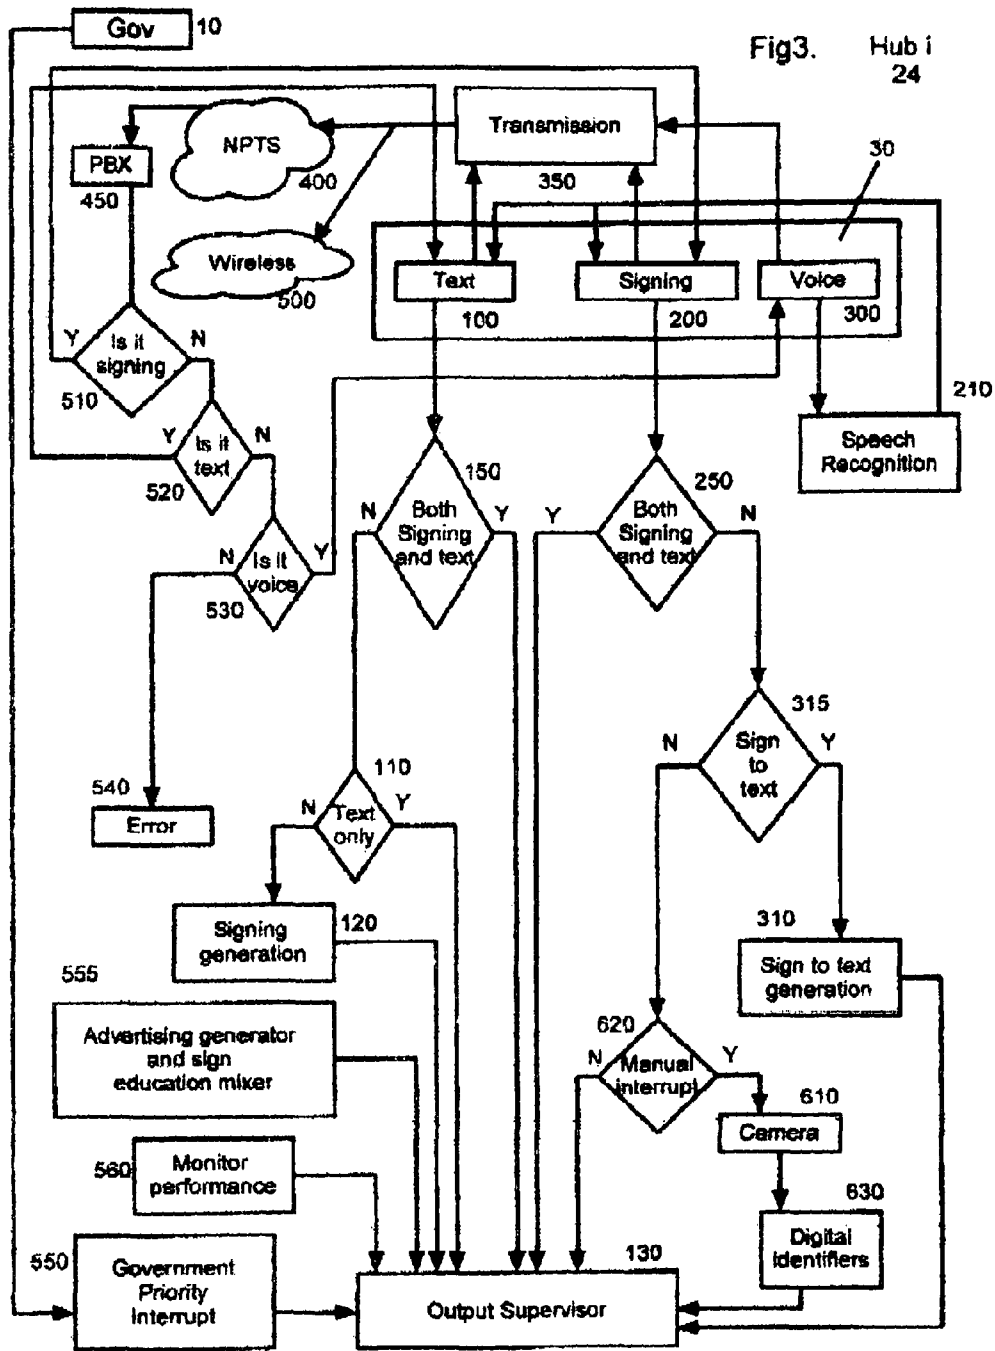 Gov 10
Fig3. Hub i
24
NPTS
400
PBX
450
Wireless
500
Transmission
350
30
Text
100
Signing
200
Voice
300
Y Is it signing N
510
Y Is it text N
520
N Is it voice Y
530
210
Speech
Recognition
150
N Both Signing and text Y
250
Y Both Signing and text N
315
N Sign to text Y
540
Error
110
N Text only Y
Signing
generation
120
310
Sign to text
generation
555
Advertising generator
and sign
education mixer
620
N Manual interrupt Y
610
Camera
560
Monitor
performance
630
Digital
identifiers
550
Government
Priority
Interrupt
130
Output Supervisor